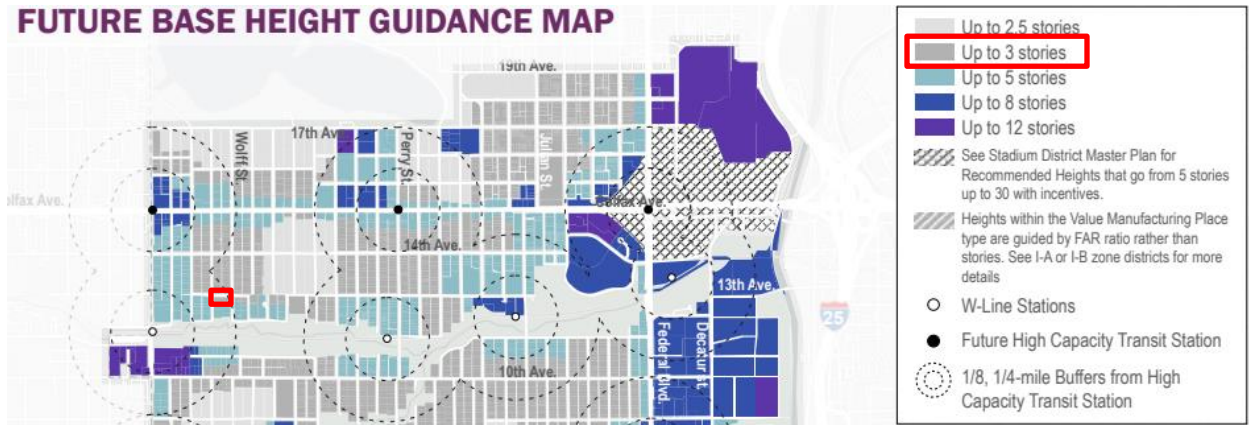 FUTURE BASE HEIGHT GUIDANCE MAP
19th Ave.
17th Ave.
Wolff St.
Perry St.
Julian St.
olfax Ave.
Colfax Ave.
14th Ave.
13th Ave.
10th Ave.
Federal Blvd.
Decatur st.
25
Up to 2.5 stories
Up to 3 stories
Up to 5 stories
Up to 8 stories
Up to 12 stories
See Stadium District Master Plan for
Recommended Heights that go from 5 stories
up to 30 with incentives.
Heights within the Value Manufacturing Place
type are guided by FAR ratio rather than
stories. See I-A or I-B zone districts for more
details
W-Line Stations
Future High Capacity Transit Station
1/8, 1/4-mile Buffers from High
Capacity Transit Station